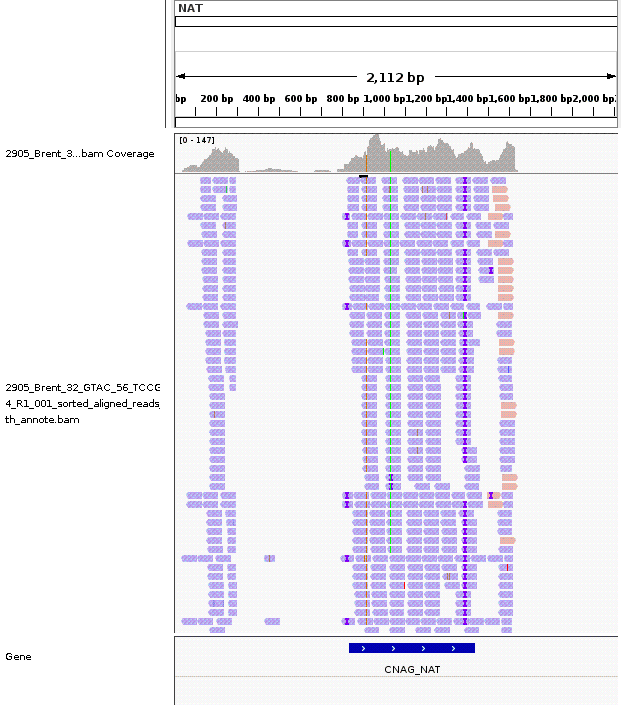 NAT
2,112 bp
bp 200 bp 400 bp 600 bp 800 bp 1,000 bp 1,200 bp 1,400 bp 1,600 bp 1,800 bp 2,000 bp
[0 - 147]
2905_Brent_3...bam Coverage
2905_Brent_32_GTAC_56_TCCG
4_R1_001_sorted_aligned_reads_
th_annote.bam
Gene
CNAG_NAT